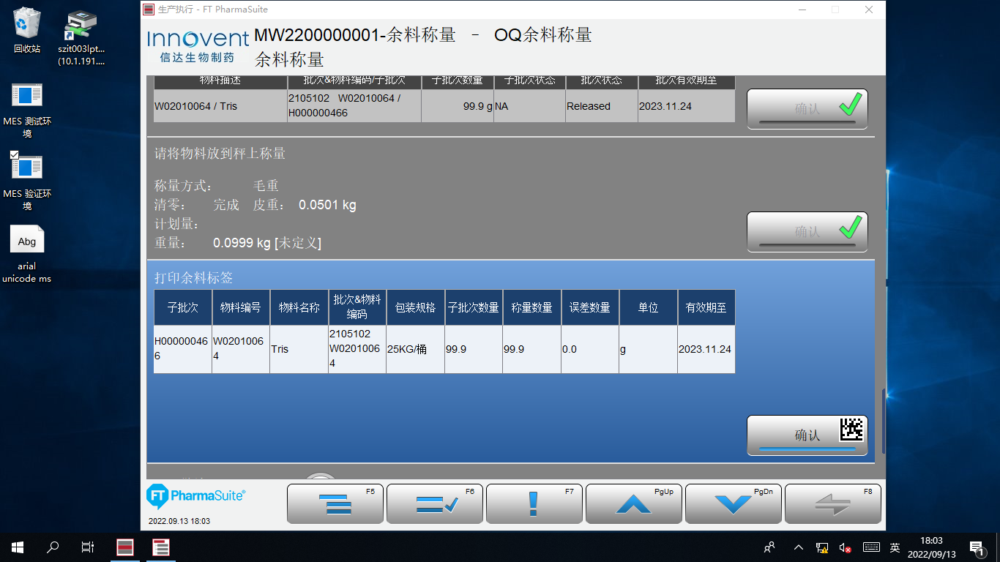 回收站
szit003lpt...
(10.1.191....
MES 测试环
境
MES 验证环
境
Abg
arial
unicode ms
生产执行 - FT PharmaSuite
Innovent
信达生物制药
MW2200000001-余料称量 - OQ余料称量
余料称量
物料描述 批次&物料编码/子批次 子批次数量 子批次状态 批次状态 批次有效期至
W02010064 / Tris
2105102 W02010064 /
H000000466
99.9 g
NA
Released
2023.11.24
确认
请将物料放到秤上称量
称量方式: 毛重
清零: 完成 皮重: 0.0501 kg
计划量:
重量: 0.0999 kg [未定义]
确认
打印余料标签
子批次
物料编号
物料名称
批次&物料
编码
包装规格
子批次数量
称量数量
误差数量
单位
有效期至
H00000046
6
W0201006
4
Tris
2105102
W0201006
4
25KG/桶
99.9
99.9
0.0
g
2023.11.24
确认
FT PharmaSuite®
2022.09.13 18:03
F5
F6
F7
PgUp
PgDn
F8
英
18:03
2022/09/13
1